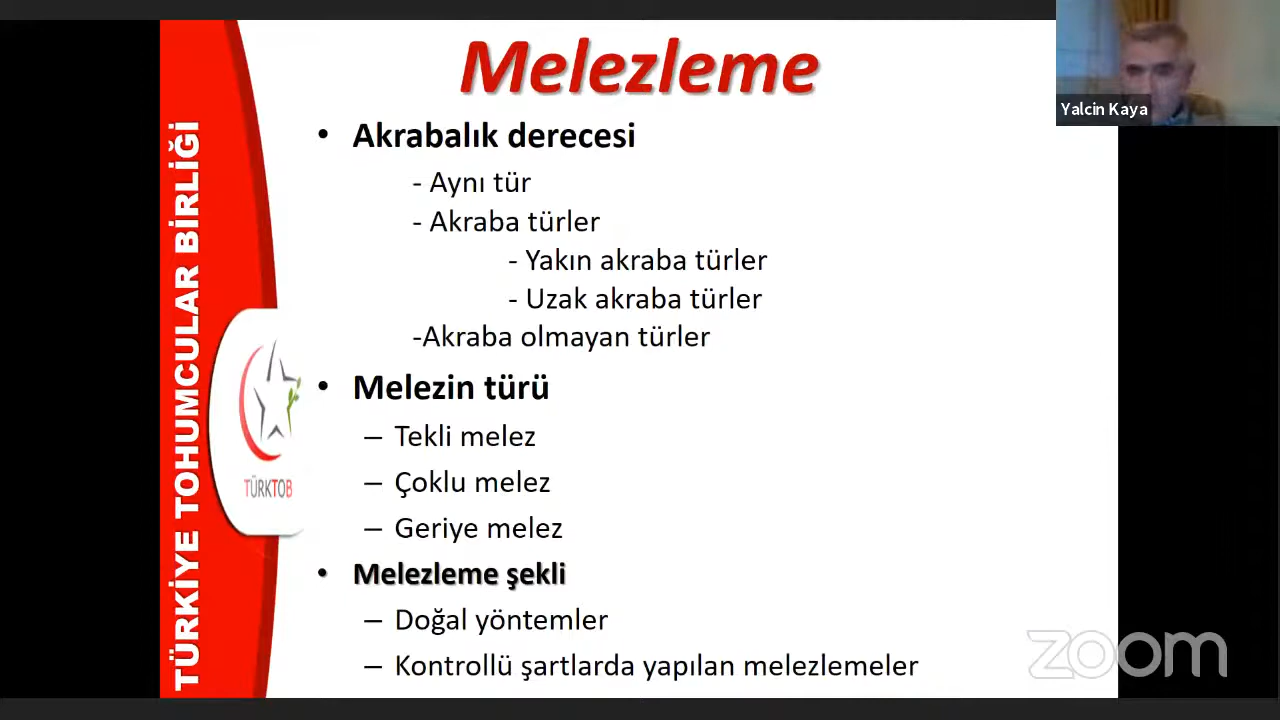 Melezleme
Yalcin Kaya
• Akrabalık derecesi
- Aynı tür
- Akraba türler
- Yakın akraba türler
- Uzak akraba türler
-Akraba olmayan türler
• Melezin türü
– Tekli melez
– Çoklu melez
– Geriye melez
• Melezleme şekli
– Doğal yöntemler
– Kontrollü şartlarda yapılan melezlemeler
TÜRKİYE TOHUMCULAR BİRLİĞİ
TÜRKTOB
zoom